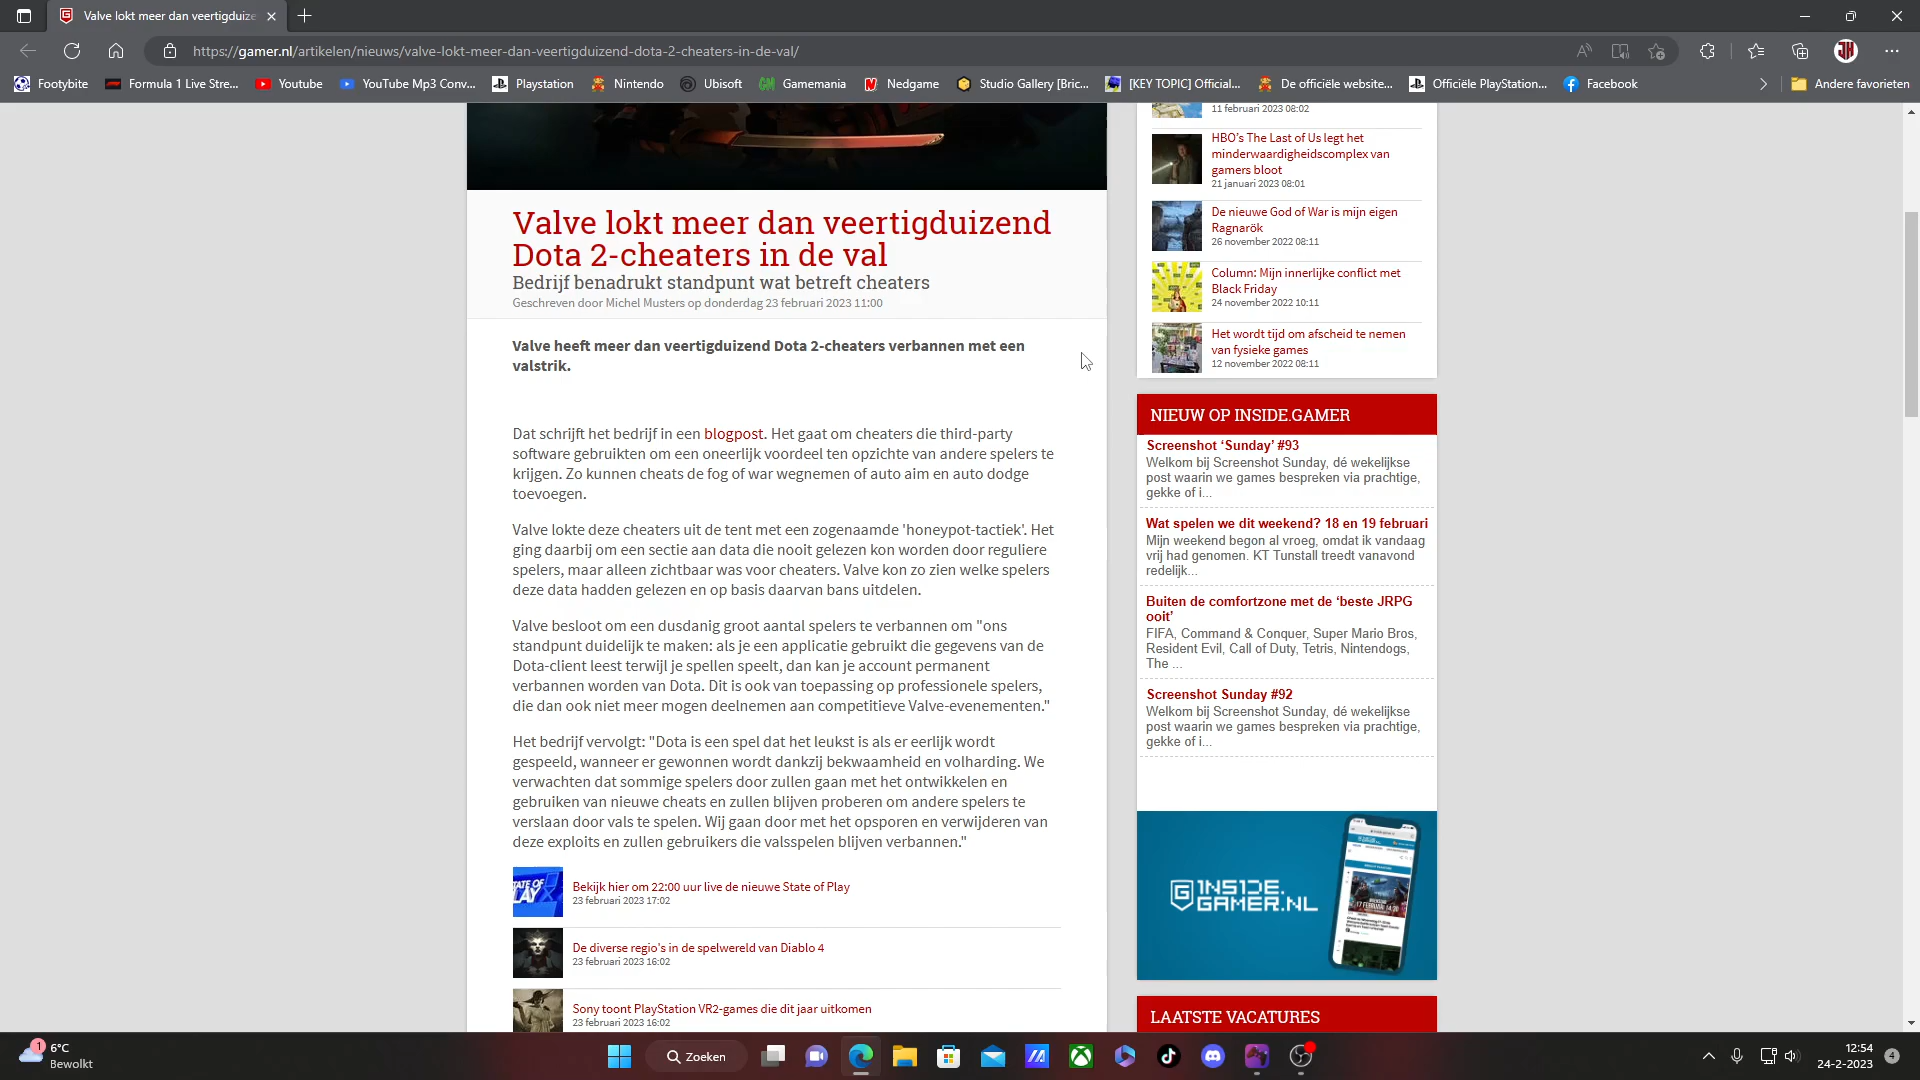 Valve lokt meer dan veertigduize
https://gamer.nl/artikelen/nieuws/valve-lokt-meer-dan-veertigduizend-dota-2-cheaters-in-de-val/
Footybite
Formula 1 Live Stre...
Youtube
YouTube Mp3 Conv...
Playstation
Nintendo
Ubisoft
Gamemania
Nedgame
Studio Gallery [Bric...
[KEY TOPIC] Official...
De officiële website...
Officiële PlayStation...
Facebook
Andere favorieten
Valve lokt meer dan veertigduizend
Dota 2-cheaters in de val
Bedrijf benadrukt standpunt wat betreft cheaters
Geschreven door Michel Musters op donderdag 23 februari 2023 11:00
Valve heeft meer dan veertigduizend Dota 2-cheaters verbannen met een
valstrik.
Dat schrijft het bedrijf in een blogpost. Het gaat om cheaters die third-party
software gebruikten om een oneerlijk voordeel ten opzichte van andere spelers te
krijgen. Zo kunnen cheats de fog of war wegnemen of auto aim en auto dodge
toevoegen.
Valve lokte deze cheaters uit de tent met een zogenaamde 'honeypot-tactiek'. Het
ging daarbij om een sectie aan data die nooit gelezen kon worden door reguliere
spelers, maar alleen zichtbaar was voor cheaters. Valve kon zo zien welke spelers
deze data hadden gelezen en op basis daarvan bans uitdelen.
Valve besloot om een dusdanig groot aantal spelers te verbannen om "ons
standpunt duidelijk te maken: als je een applicatie gebruikt die gegevens van de
Dota-client leest terwijl je spellen speelt, dan kan je account permanent
verbannen worden van Dota. Dit is ook van toepassing op professionele spelers,
die dan ook niet meer mogen deelnemen aan competitieve Valve-evenementen."
Het bedrijf vervolgt: "Dota is een spel dat het leukst is als er eerlijk wordt
gespeeld, wanneer er gewonnen wordt dankzij bekwaamheid en volharding. We
verwachten dat sommige spelers door zullen gaan met het ontwikkelen en
gebruiken van nieuwe cheats en zullen blijven proberen om andere spelers te
verslaan door vals te spelen. Wij gaan door met het opsporen en verwijderen van
deze exploits en zullen gebruikers die valsspelen blijven verbannen."
Bekijk hier om 22:00 uur live de nieuwe State of Play
23 februari 2023 17:02
De diverse regio's in de spelwereld van Diablo 4
23 februari 2023 16:02
Sony toont PlayStation VR2-games die dit jaar uitkomen
23 februari 2023 16:02
11 februari 2023 08:02
HBO's The Last of Us legt het
minderwaardigheidscomplex van
gamers bloot
21 januari 2023 08:01
De nieuwe God of War is mijn eigen
Ragnarök
26 november 2022 08:11
Column: Mijn innerlijke conflict met
Black Friday
24 november 2022 10:11
Het wordt tijd om afscheid te nemen
van fysieke games
12 november 2022 08:11
NIEUW OP INSIDE.GAMER
Screenshot ‘Sunday’ #93
Welkom bij Screenshot Sunday, dé wekelijkse
post waarin we games bespreken via prachtige,
gekke of i...
Wat spelen we dit weekend? 18 en 19 februari
Mijn weekend begon al vroeg, omdat ik vandaag
vrij had genomen. KT Tunstall treedt vanavond
redelijk...
Buiten de comfortzone met de ‘beste JRPG
ooit’
FIFA, Command & Conquer, Super Mario Bros,
Resident Evil, Call of Duty, Tetris, Nintendogs,
The ...
Screenshot Sunday #92
Welkom bij Screenshot Sunday, dé wekelijkse
post waarin we games bespreken via prachtige,
gekke of i...
INSIDE.
GAMER.NL
LAATSTE VACATURES
1
6°C
Bewolkt
Zoeken
12:54
24-2-2023
4